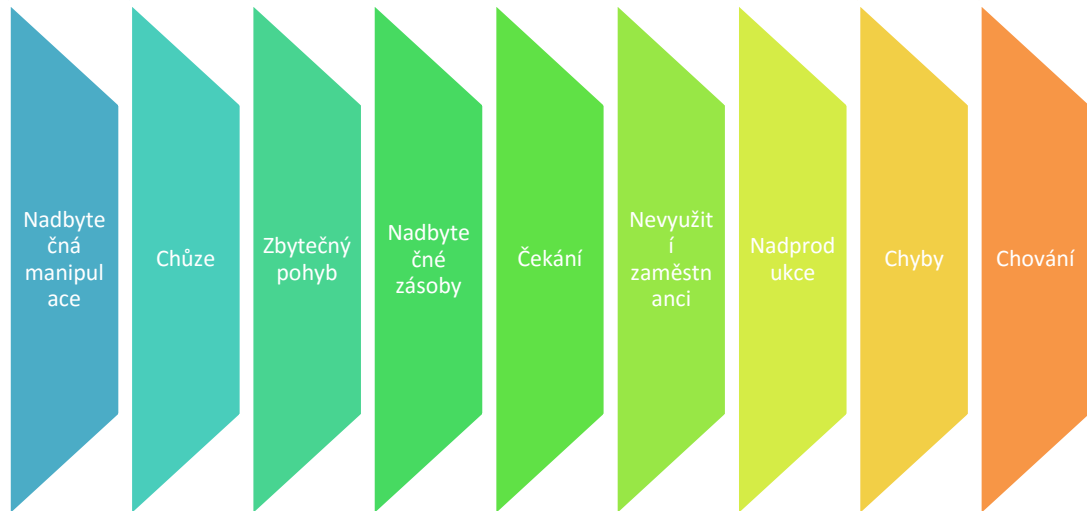 Nadbyte
čná
manipul
ace
Chůze
Zbytečný
pohyb
Nadbyte
čné
zásoby
Čekání
Nevyužit
í
zaměstn
anci
Nadprod
ukce
Chyby
Chování